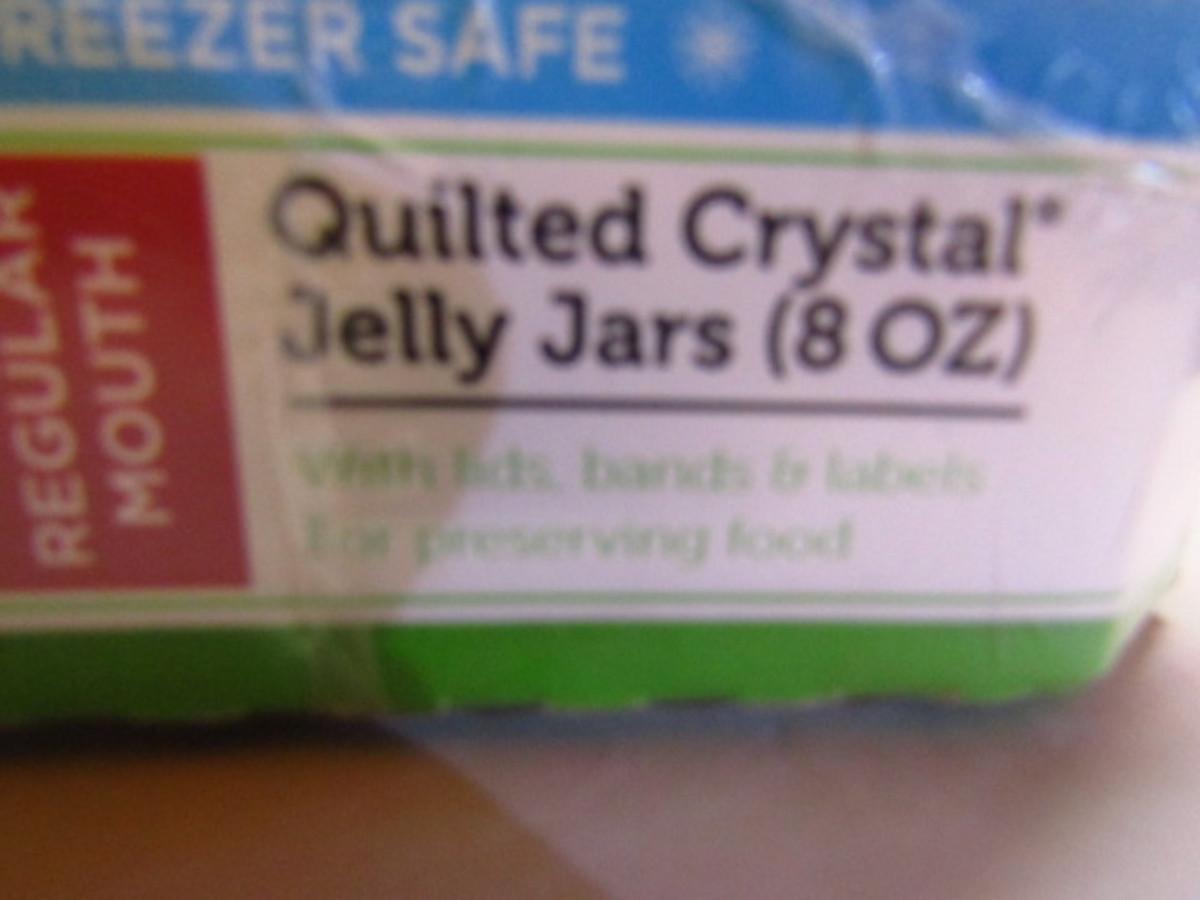 REEZER SAFE
REGULAR
MOUTH
Quilted Crystal*
Jelly Jars (8 OZ)
With lids, bands & labels
For preserving food